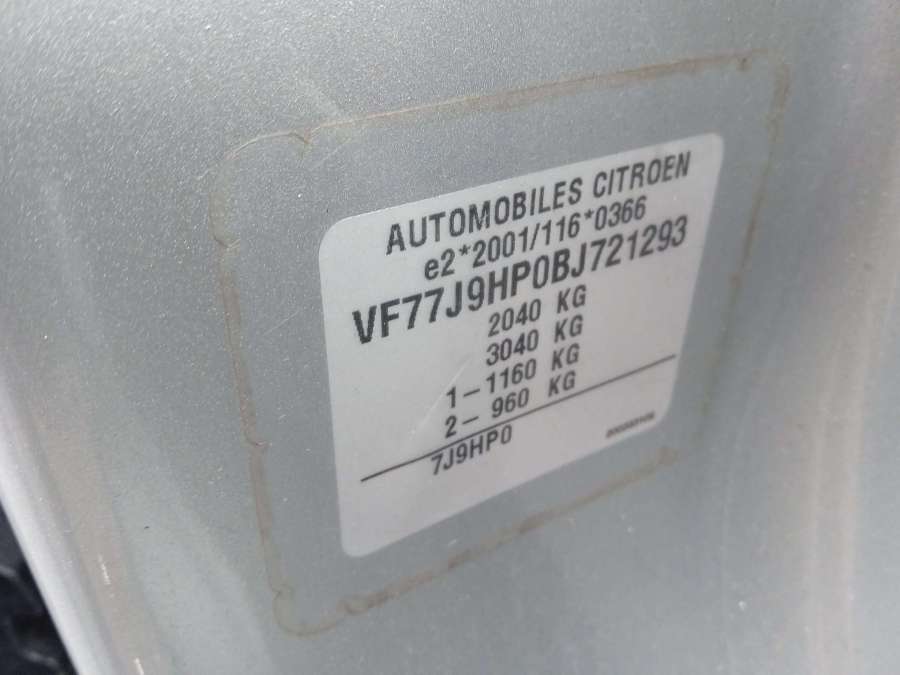 AUTOMOBILES CITROEN
e2*2001/116*0366
VF77J9HP0BJ721293
2040 KG
3040 KG
1-1160 KG
2- 960 KG
7J9HP0